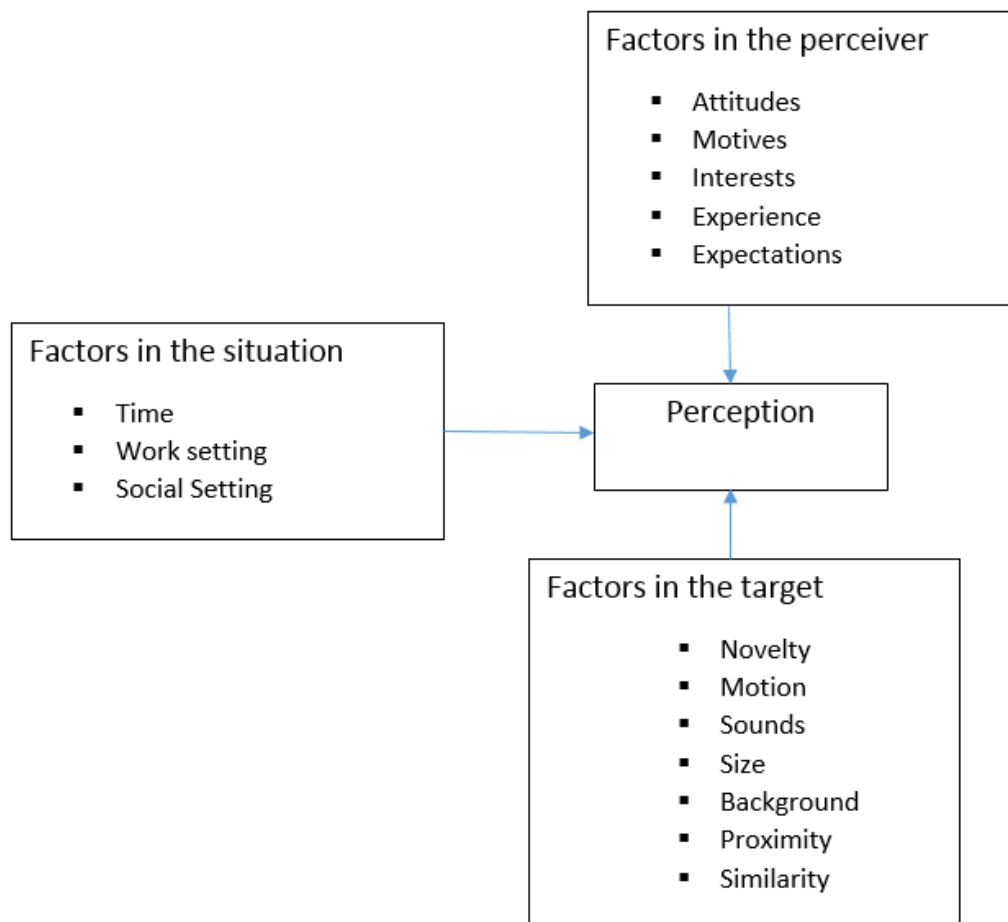 Factors in the perceiver
▪ Attitudes
▪ Motives
▪ Interests
▪ Experience
▪ Expectations
Factors in the situation
▪ Time
▪ Work setting
▪ Social Setting
Perception
Factors in the target
▪ Novelty
▪ Motion
▪ Sounds
▪ Size
▪ Background
▪ Proximity
▪ Similarity